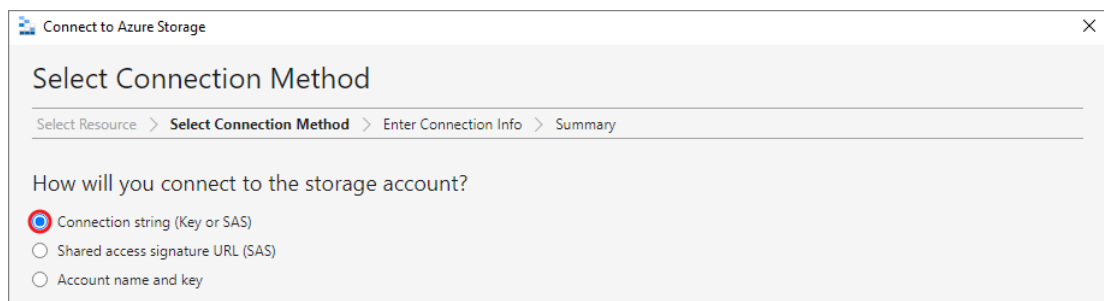 Connect to Azure Storage
Select Connection Method
Select Resource > Select Connection Method > Enter Connection Info > Summary
How will you connect to the storage account?
Connection string (Key or SAS)
Shared access signature URL (SAS)
Account name and key